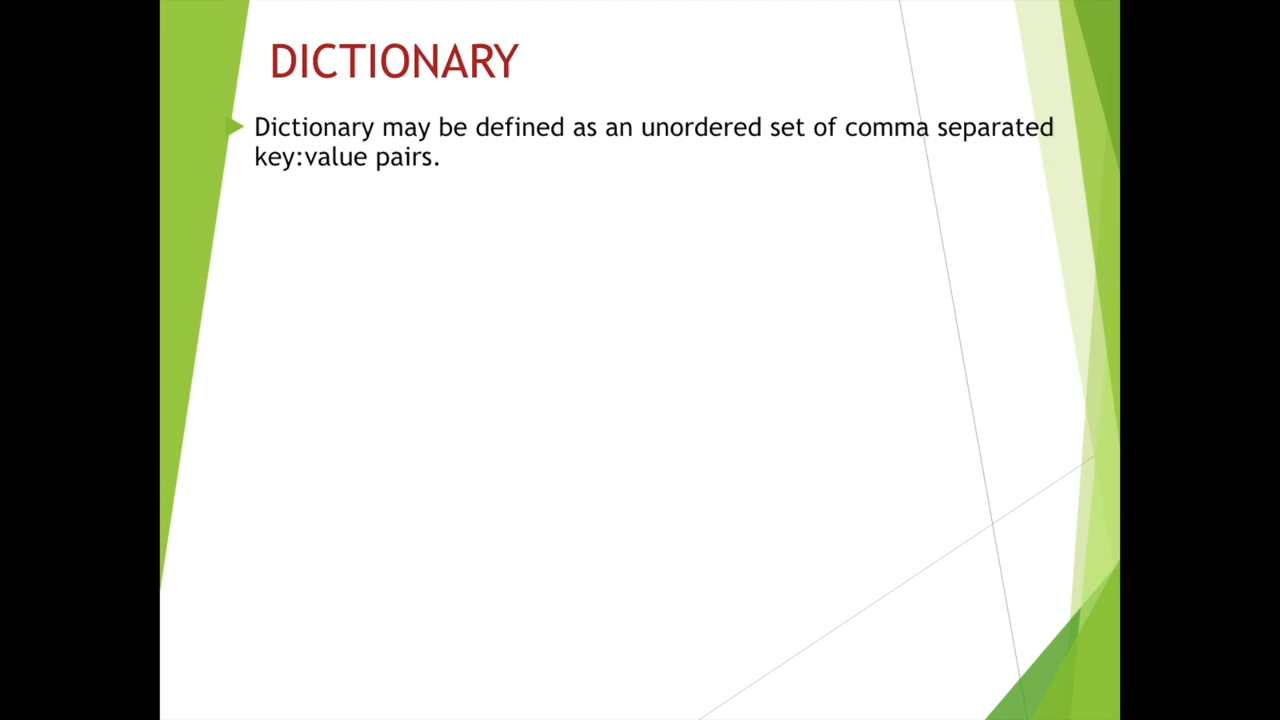 DICTIONARY
Dictionary may be defined as an unordered set of comma separated
key:value pairs.